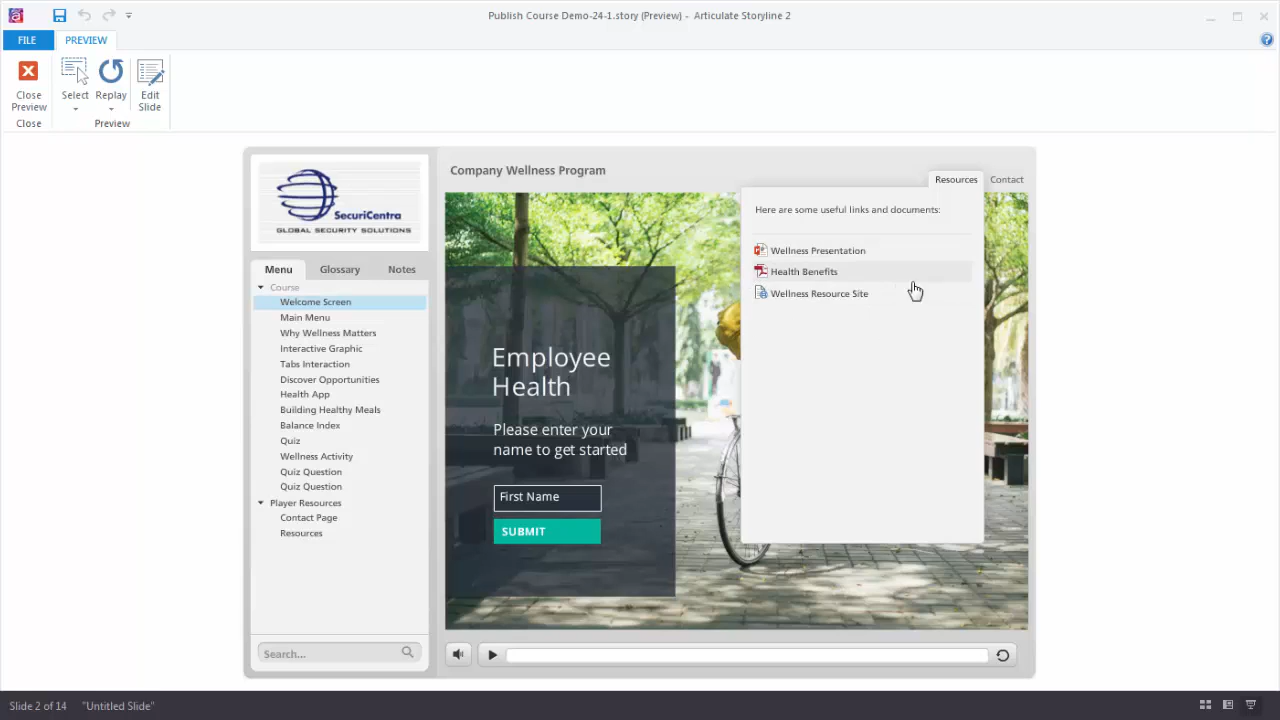 Publish Course Demo-24-1.story (Preview) - Articulate Storyline 2
FILE
PREVIEW
Close Preview
Select
Replay
Edit Slide
Close
Preview
SecuriCentra
GLOBAL SECURITY SOLUTIONS
Company Wellness Program
Resources
Contact
Menu
Glossary
Notes
Course
Welcome Screen
Main Menu
Why Wellness Matters
Interactive Graphic
Tabs Interaction
Discover Opportunities
Health App
Building Healthy Meals
Balance Index
Quiz
Wellness Activity
Quiz Question
Quiz Question
Player Resources
Contact Page
Resources
Search...
Here are some useful links and documents:
Wellness Presentation
Health Benefits
Wellness Resource Site
Employee
Health
Please enter your
name to get started
First Name
SUBMIT
Slide 2 of 14
"Untitled Slide"